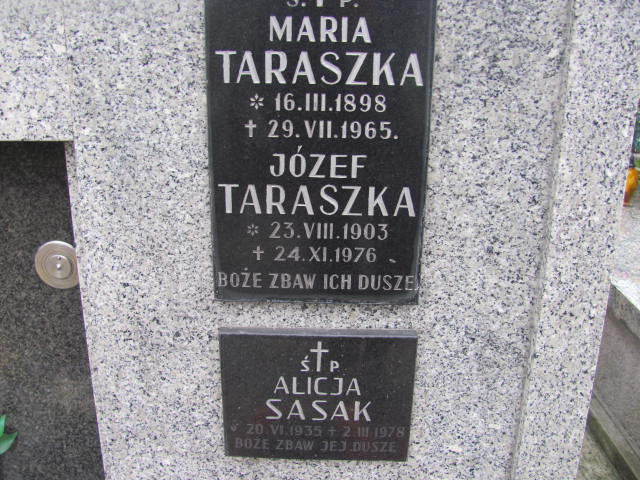 Ś.†P.
MARIA
TARASZKA
* 16.III.1898
† 29.VII.1965.
JÓZEF
TARASZKA
* 23.VIII.1903
† 24.XI.1976
BOŻE ZBAW ICH DUSZE
Ś†P
ALICJA
SASAK
* 20.VI.1935 † 2.III.1978
BOŻE ZBAW JEJ DUSZE